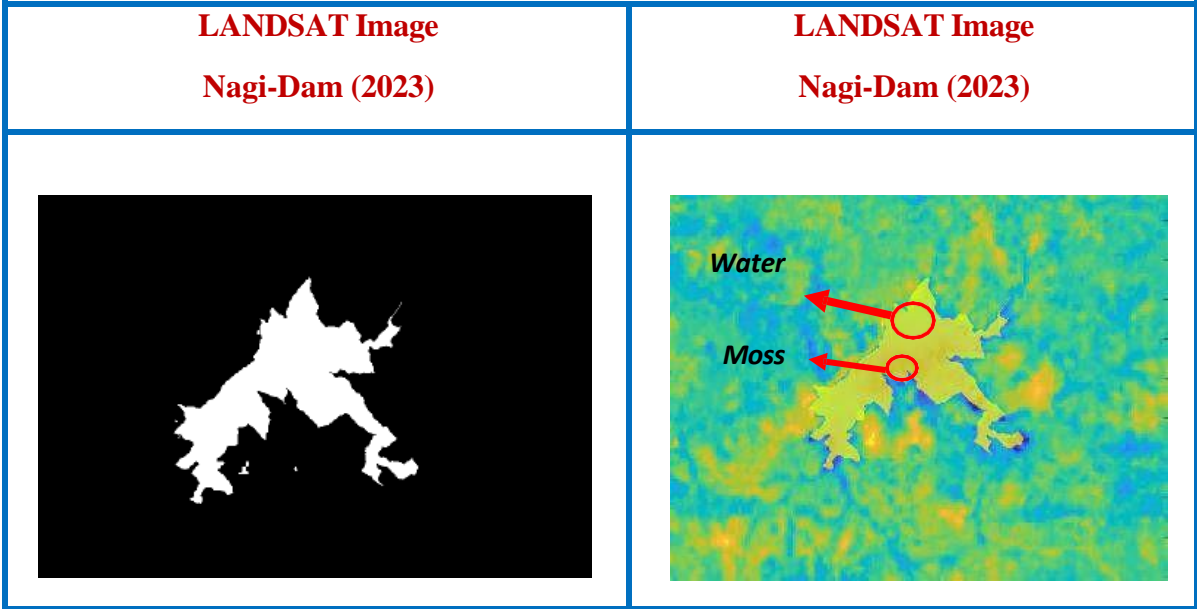 LANDSAT Image
Nagi-Dam (2023)
LANDSAT Image
Nagi-Dam (2023)
Water
Moss